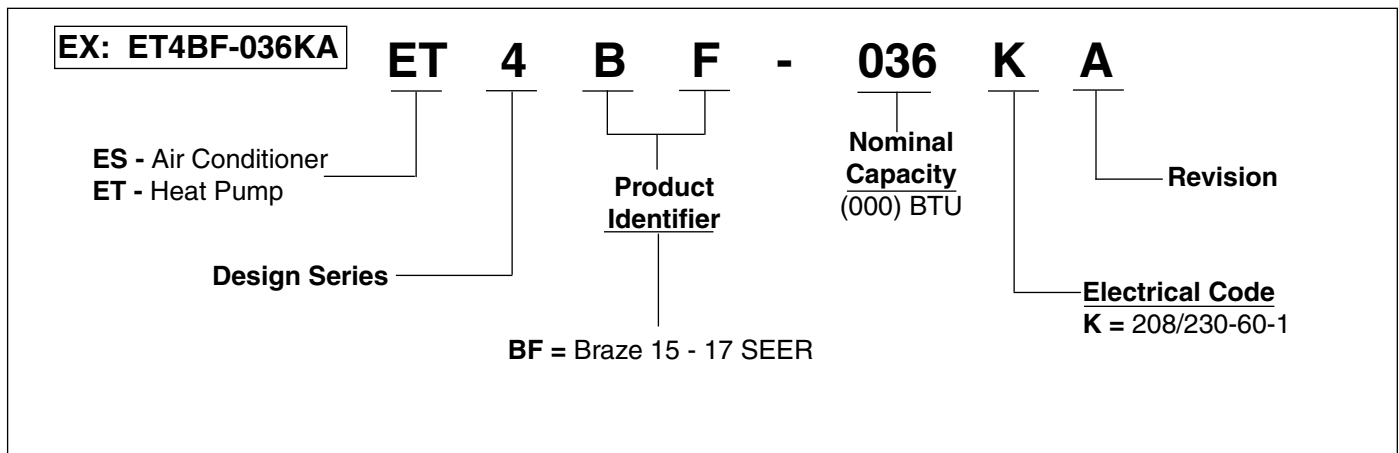 EX: ET4BF-036KA
ET 4 B F - 036 K A
ES - Air Conditioner
ET - Heat Pump
Design Series
Product
Identifier
BF = Braze 15 - 17 SEER
Nominal
Capacity
(000) BTU
Electrical Code
K = 208/230-60-1
Revision